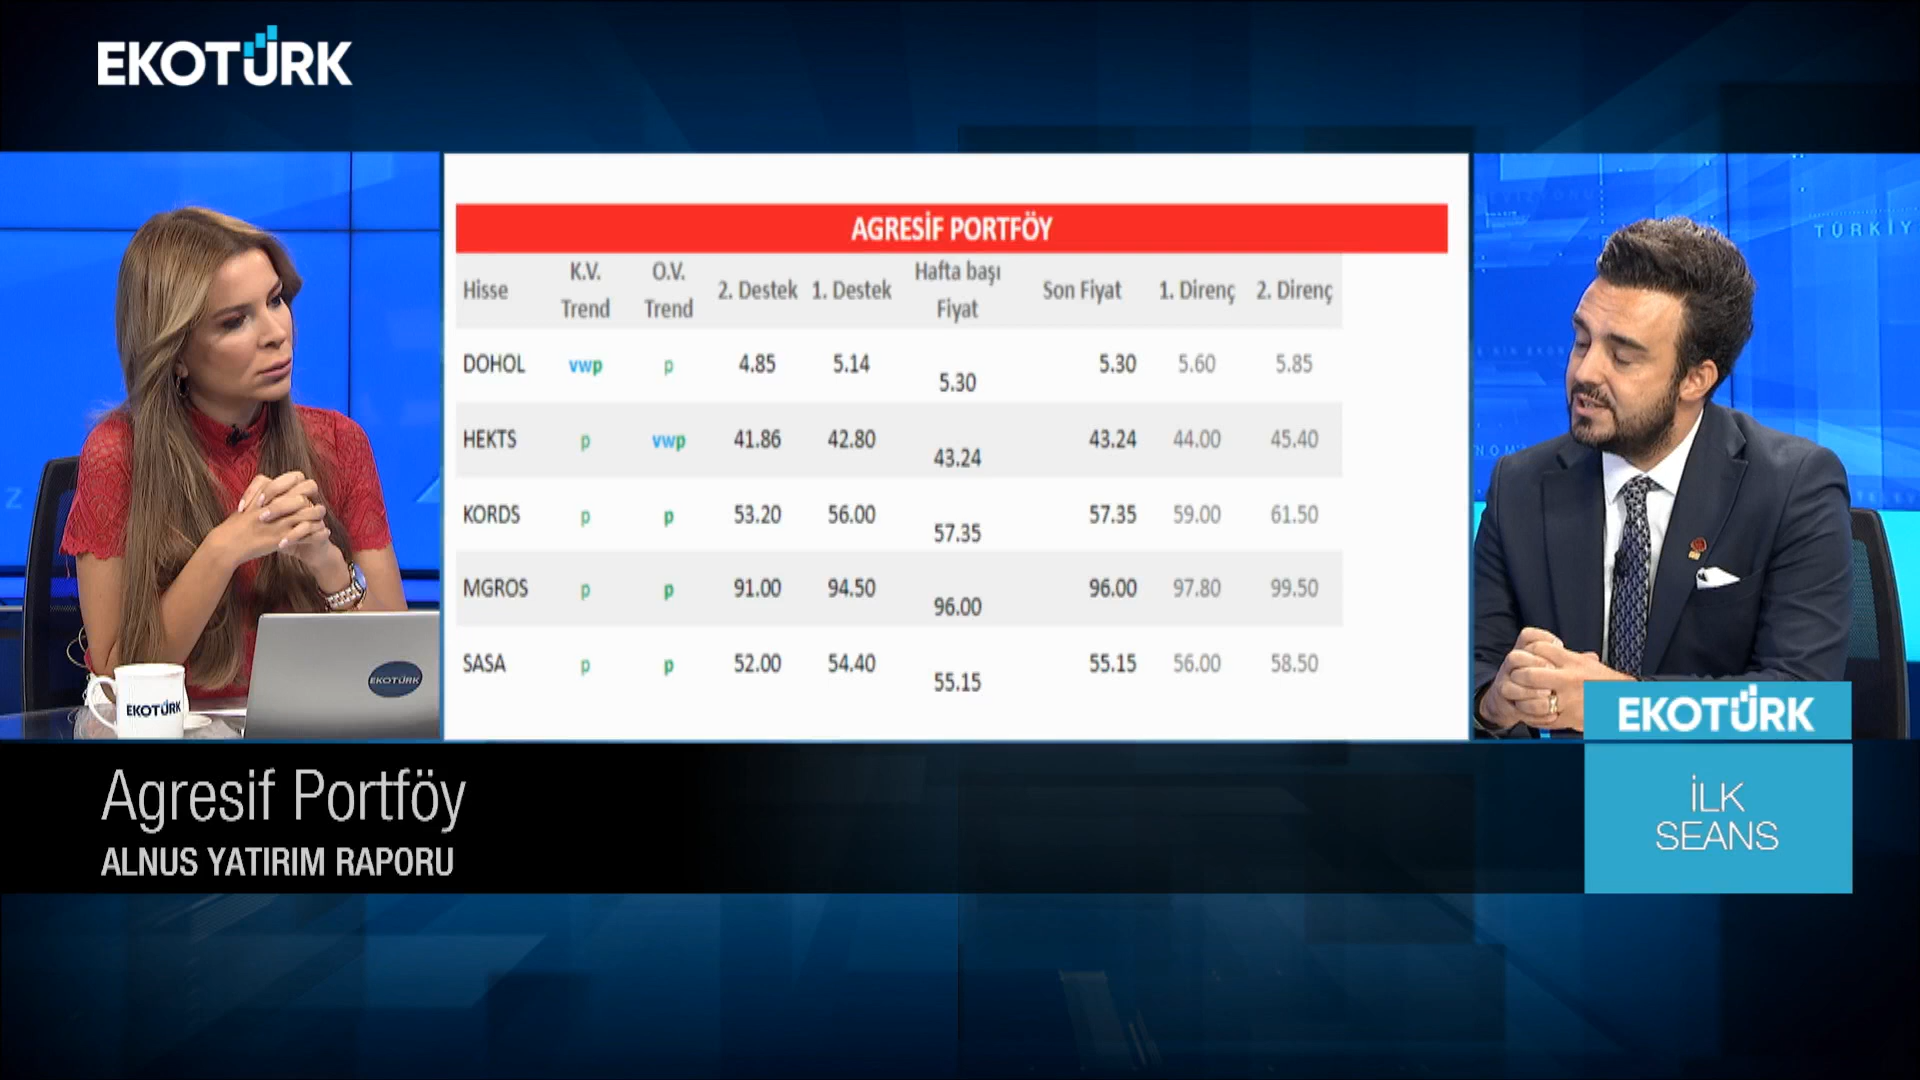 EKOTÜRK
AGRESİF PORTFÖY
Hisse K.V. Trend O.V. Trend 2. Destek 1. Destek Hafta başı Fiyat Son Fiyat 1. Direnç 2. Direnç
DOHOL vwp p 4.85 5.14 5.30 5.30 5.60 5.85
HEKTS p vwp 41.86 42.80 43.24 43.24 44.00 45.40
KORDS p p 53.20 56.00 57.35 57.35 59.00 61.50
MGROS p p 91.00 94.50 96.00 96.00 97.80 99.50
SASA p p 52.00 54.40 55.15 55.15 56.00 58.50
TÜRKİY
EKOTÜRK
EKOTÜRK
EKOTÜRK
İLK
SEANS
Agresif Portföy
ALNUS YATIRIM RAPORU